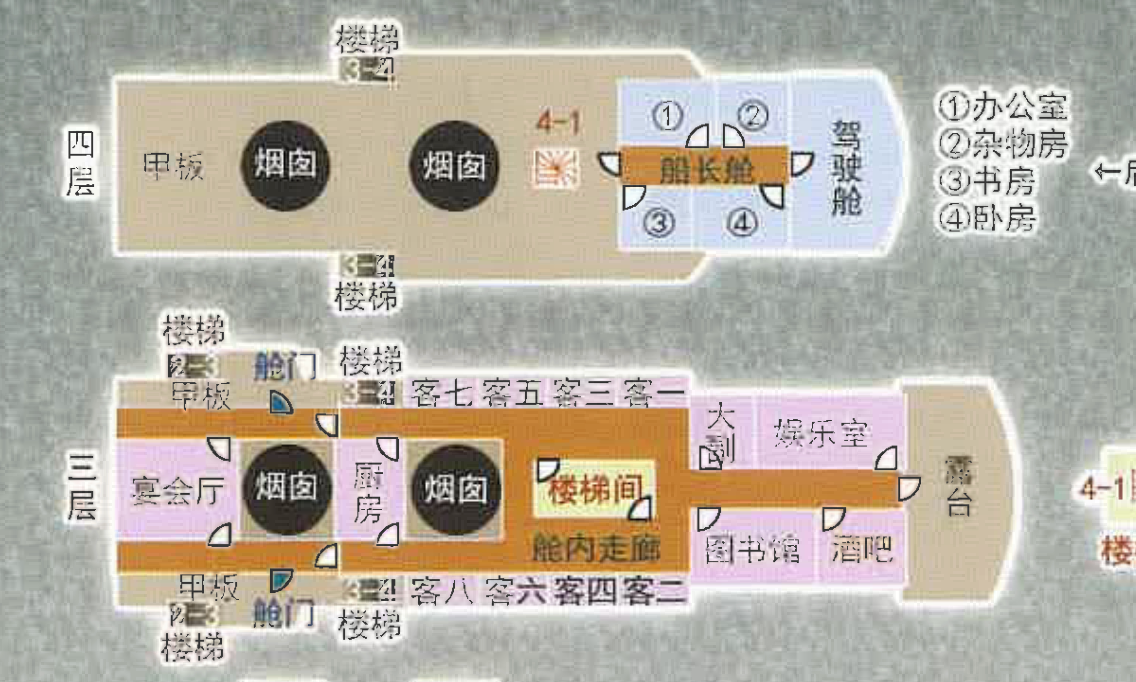 楼梯
3-4
四层
甲板
烟囱
烟囱
4-1
①
②
船长舱
③
④
驾驶舱
①办公室
②杂物房
③书房
④卧房
3-4
楼梯
楼梯
2-3
甲板
舱门
楼梯
3-4
客七 客五 客三 客一
大副
娱乐室
三层
宴会厅
烟囱
厨房
烟囱
楼梯间
舱内走廊
露台
图书馆
酒吧
4-1
楼
甲板
2-3
楼梯
舱门
3-4
楼梯
客八 客六 客四 客二